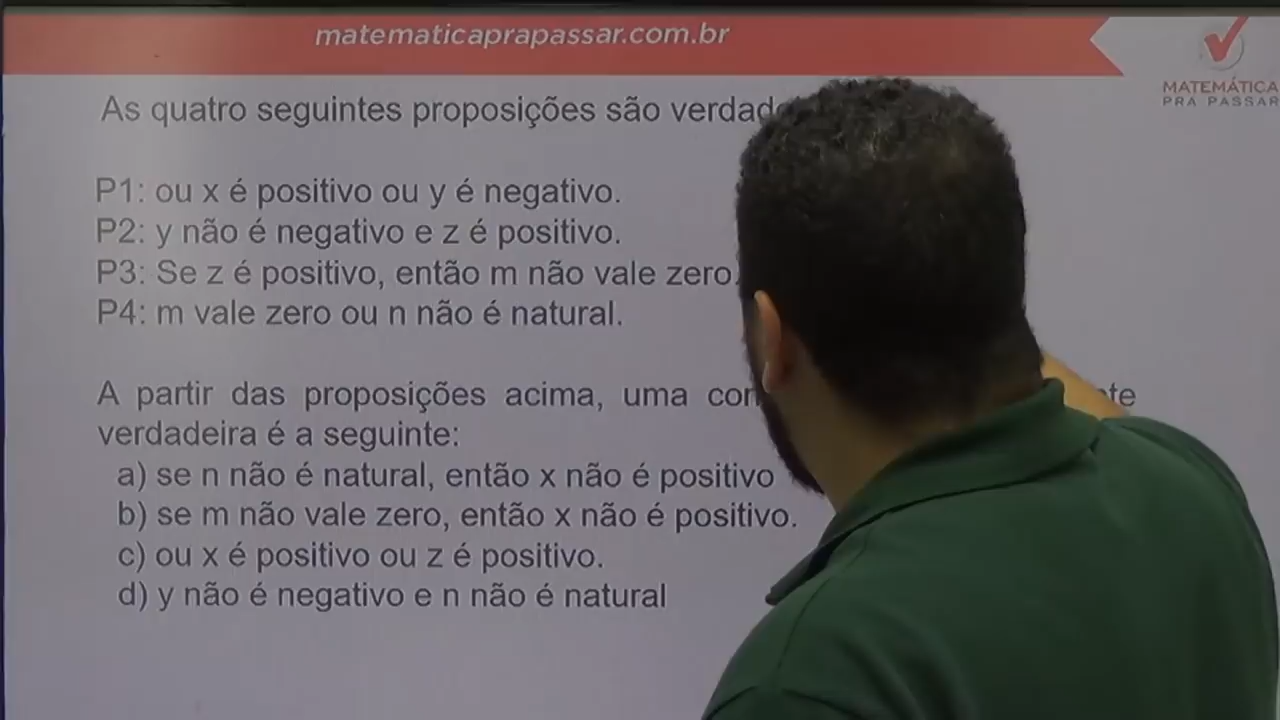 matematicaprapassar.com.br
MATEMÁTICA
PRA PASSAR
As quatro seguintes proposições são
P1: ou x é positivo ou y é negativo.
P2: y não é negativo e z é positivo.
P3: Se z é positivo, então m não vale zero.
P4: m vale zero ou n não é natural.
A partir das proposições acima, uma
verdadeira é a seguinte:
a) se n não é natural, então x não é positivo
b) se m não vale zero, então x não é positivo.
c) ou x é positivo ou z é positivo.
d) y não é negativo e n não é natural